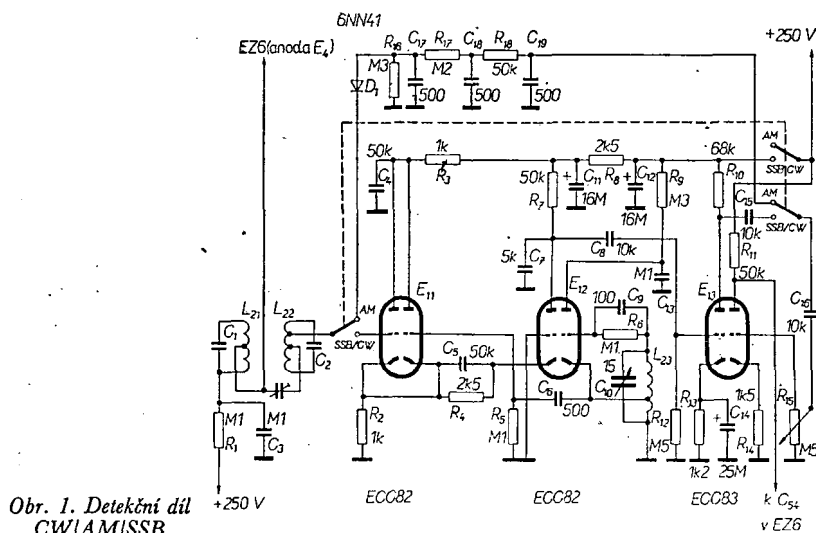 6NN41
EZ6(anoda E4)
+250 V
R16
C17
R17
C18
R18
C19
M3
M2
50k
D1
500
500
500
AM
SSB/CW
50k
1k
2k5
68k
C4
R3
50k
C11
R8
C12
R9
R10
AM
SSB/CW
R7
16M
16M
M3
C15
10k
R11
5k
C7
C8
10k
M1
C13
50k
C16
10k
E11
E12
E13
L21
L22
AM
SSB/CW
C1
C2
100
C9
R6
M1
L23
C5
50k
15
C10
2k5
R4
C6
500
M1
M1
R1
C3
R2
1k
R5
M1
R12
M5
R13
C14
1k5
R14
R15
M5
1k2
25M
+250 V
ECC82
ECC82
ECC83
k C54
v EZ6
Obr. 1. Detekční díl
CW/AM/SSB